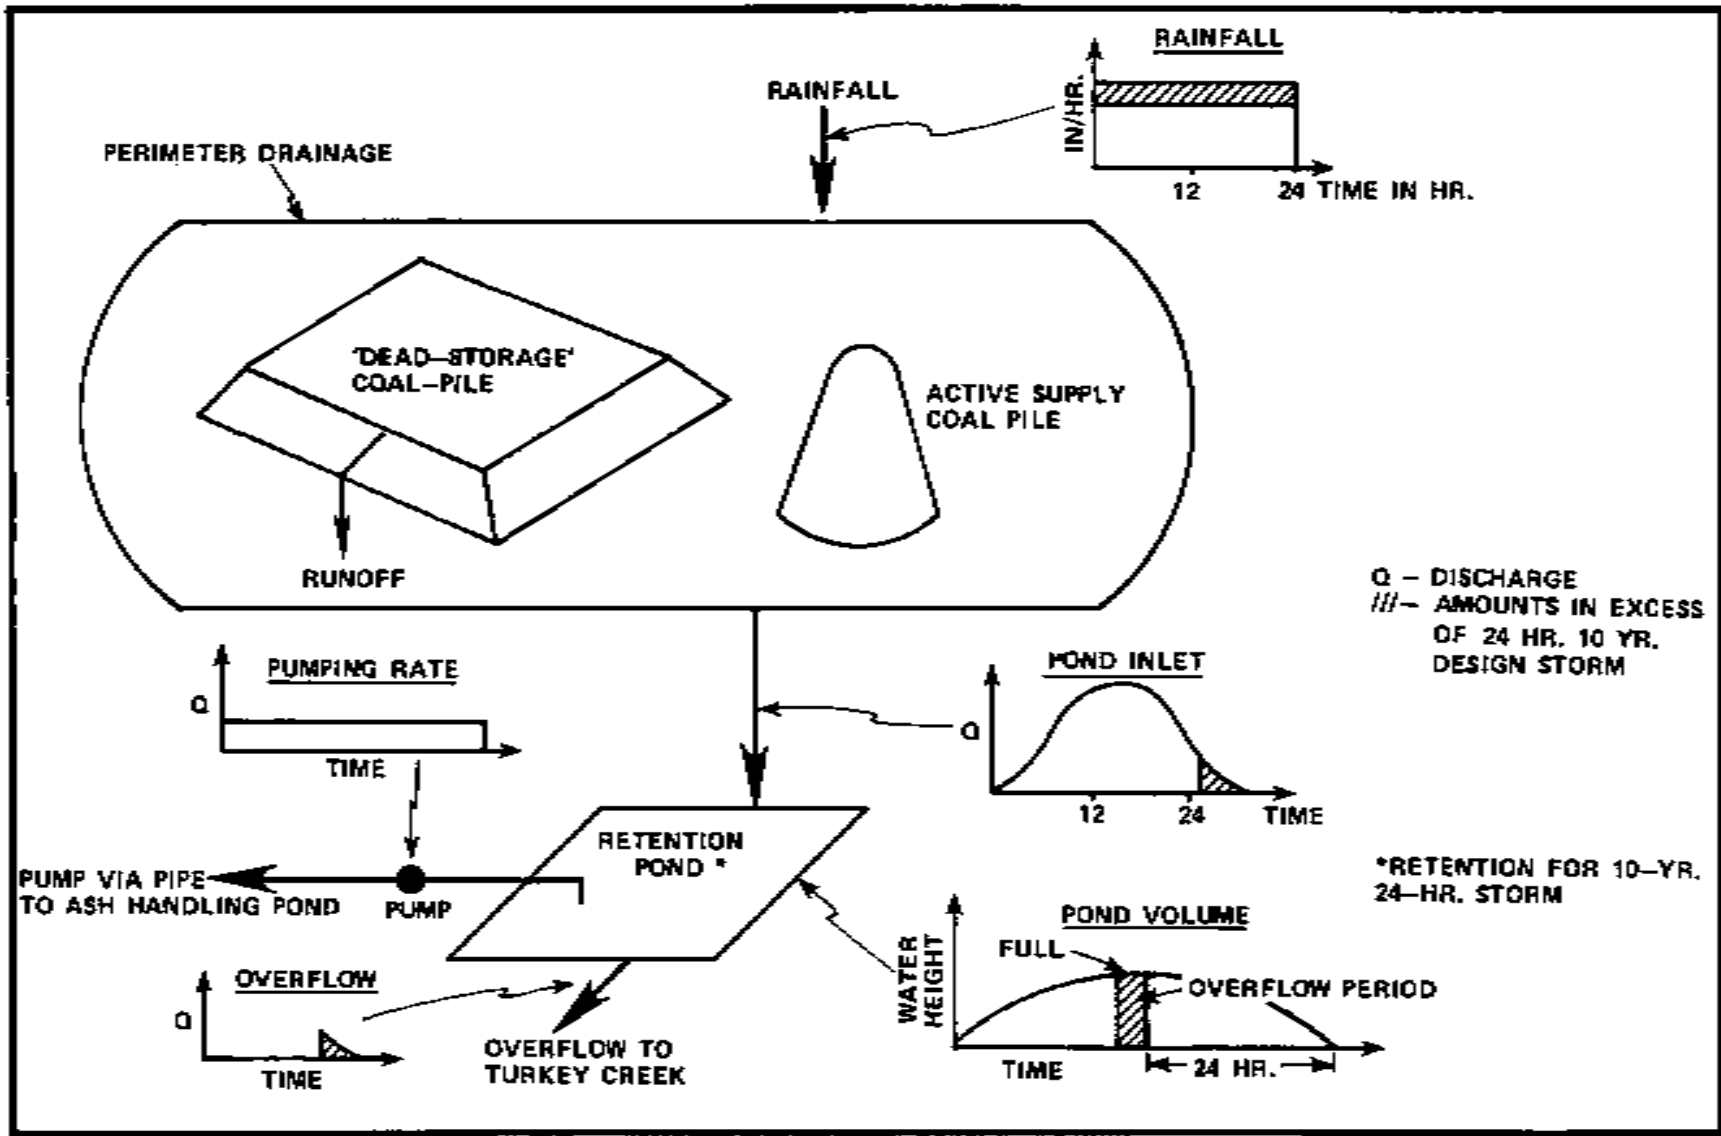 RAINFALL
IN/HR.
12
24 TIME IN HR.
RAINFALL
PERIMETER DRAINAGE
'DEAD-STORAGE'
COAL-PILE
ACTIVE SUPPLY
COAL PILE
RUNOFF
Q - DISCHARGE
///- AMOUNTS IN EXCESS
OF 24 HR. 10 YR.
DESIGN STORM
PUMPING RATE
Q
TIME
POND INLET
Q
12
24
TIME
RETENTION
POND *
PUMP VIA PIPE
TO ASH HANDLING POND
PUMP
*RETENTION FOR 10-YR.
24-HR. STORM
POND VOLUME
FULL
WATER
HEIGHT
OVERFLOW PERIOD
TIME
24 HR.
OVERFLOW
Q
TIME
OVERFLOW TO
TURKEY CREEK